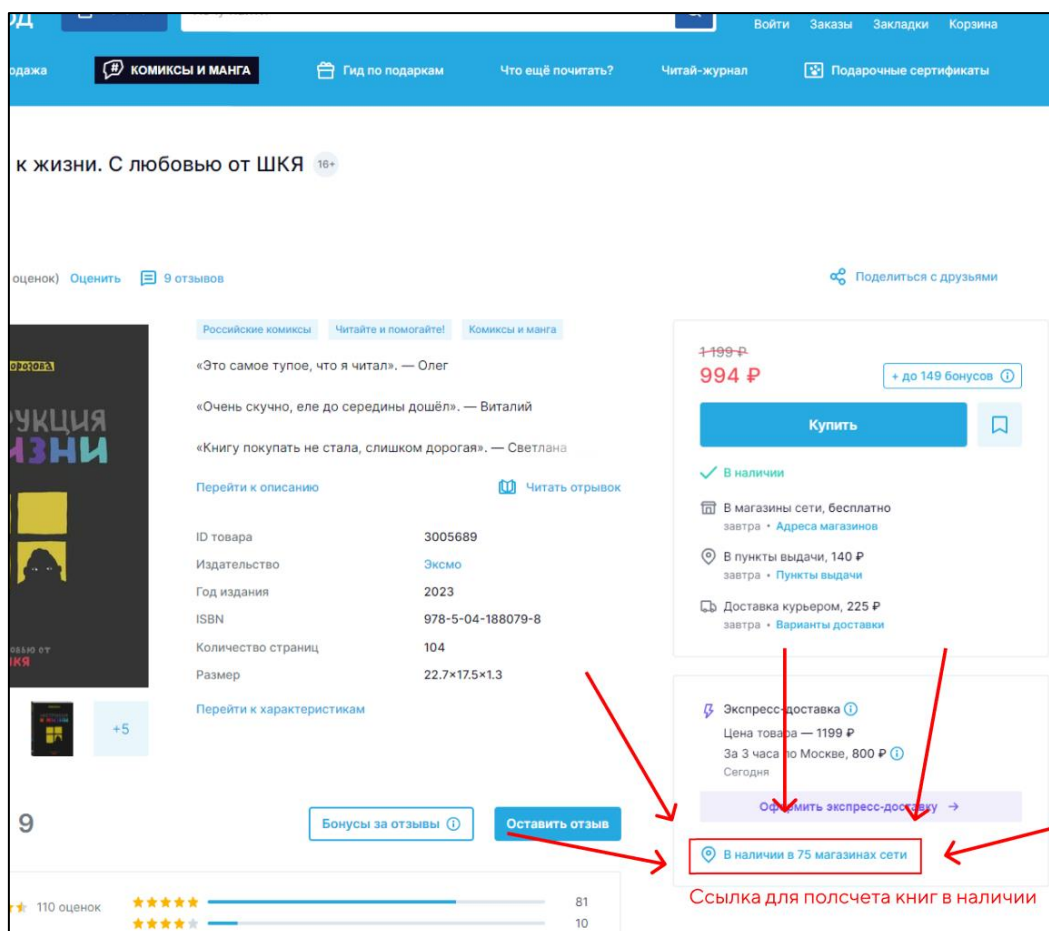 Войти Заказы Закладки Корзина
одажа КОМИКСЫ И МАНГА Гид по подаркам Что ещё почитать? Читай-журнал Подарочные сертификаты
к жизни. С любовью от ШКЯ 16+
оценок) Оценить 9 отзывов Поделиться с друзьями
Российские комиксы Читайте и помогайте! Комиксы и манга
«Это самое тупое, что я читал». — Олег
«Очень скучно, еле до середины дошёл». — Виталий
«Книгу покупать не стала, слишком дорогая». — Светлана
Перейти к описанию Читать отрывок
ID товара 3005689
Издательство Эксмо
Год издания 2023
ISBN 978-5-04-188079-8
Количество страниц 104
Размер 22.7×17.5×1.3
Перейти к характеристикам
УКЦИЯ
ИЗНИ
ШКЯ
+5
1 199 ₽
994 ₽ + до 149 бонусов
Купить
В наличии
В магазины сети, бесплатно
завтра • Адреса магазинов
В пункты выдачи, 140 ₽
завтра • Пункты выдачи
Доставка курьером, 225 ₽
завтра • Варианты доставки
Экспресс-доставка
Цена товара — 1199 ₽
За 3 часа по Москве, 800 ₽
Сегодня
Оформить экспресс-доставку →
В наличии в 75 магазинах сети
Ссылка для полсчета книг в наличии
9 Бонусы за отзывы Оставить отзыв
110 оценок 81
10